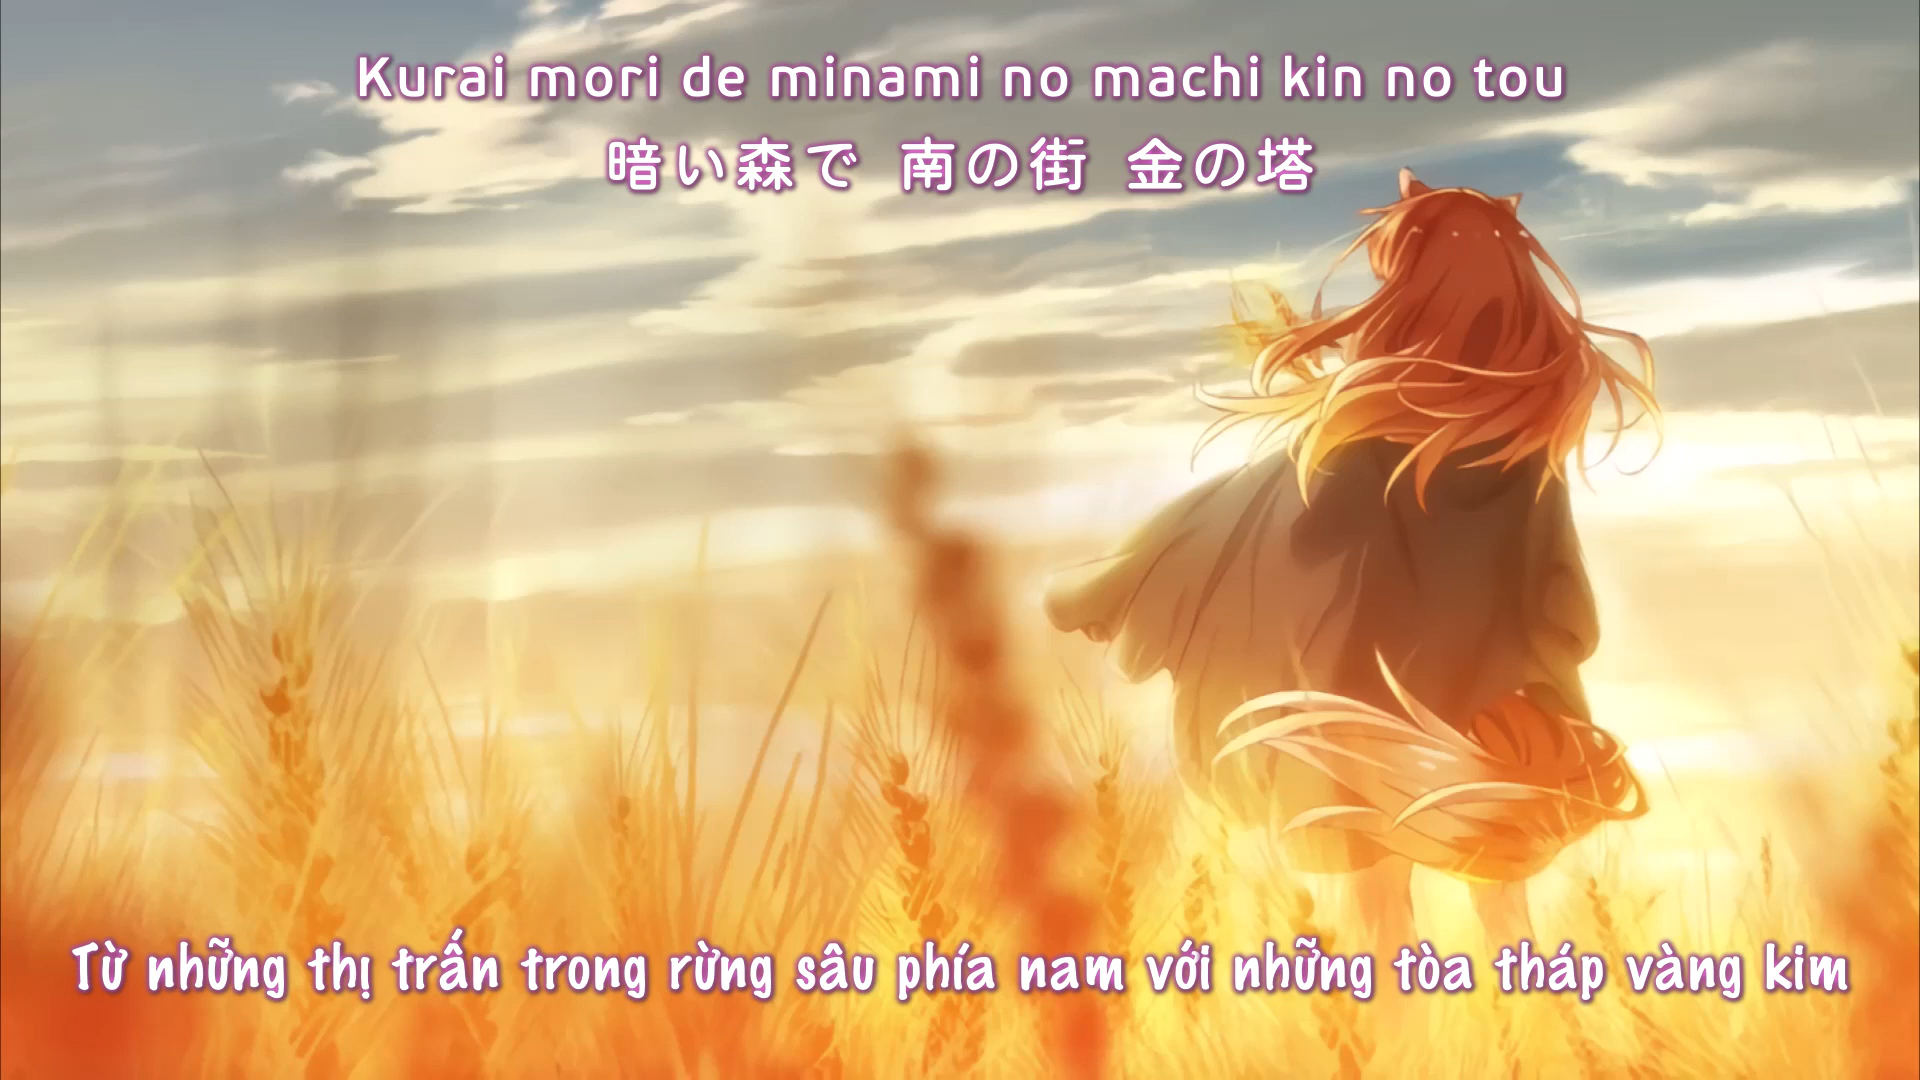 Kurai mori de minami no machi kin no tou
暗い森で 南の街 金の塔
Từ những thị trấn trong rừng sâu phía nam với những tòa tháp vàng kim